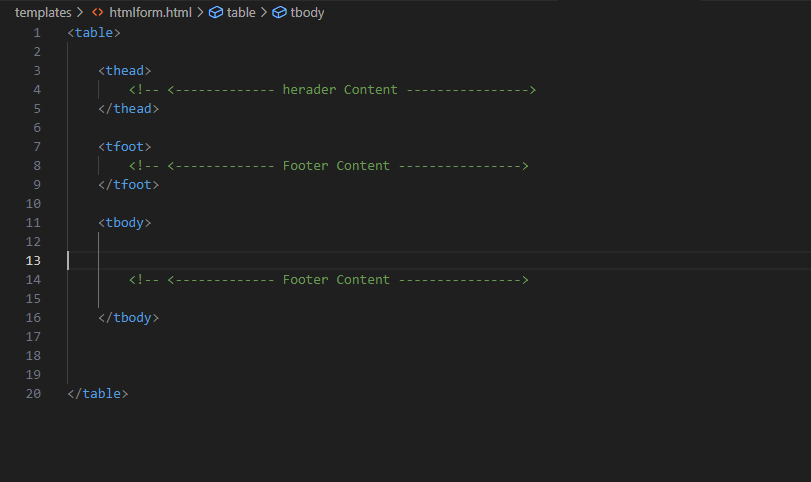 templates > htmlform.html > table > tbody
1 <table>
2
3 <thead>
4 <!-- <------------- herader Content ---------------->
5 </thead>
6
7 <tfoot>
8 <!-- <------------- Footer Content ---------------->
9 </tfoot>
10
11 <tbody>
12
13
14 <!-- <------------- Footer Content ---------------->
15
16 </tbody>
17
18
19
20 </table>